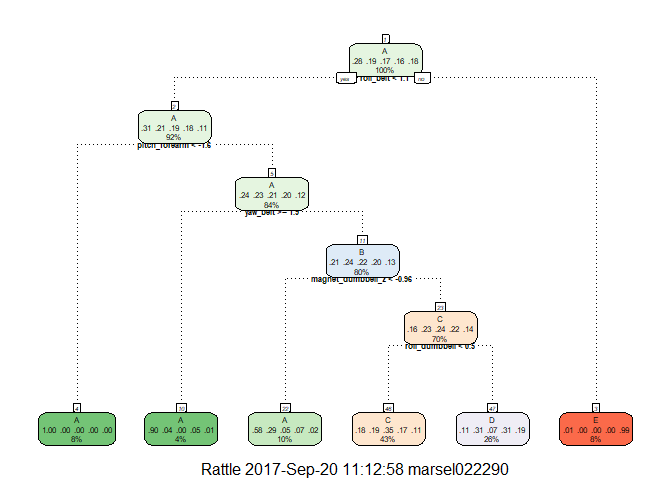 1
A
.28 .19 .17 .16 .18
100%
yes roll_belt < 1.1 no
2
A
.31 .21 .19 .18 .11
92%
pitch_forearm < -1.6
5
A
.24 .23 .21 .20 .12
84%
yaw_belt >= 1.9
11
B
.21 .24 .22 .20 .13
80%
magnet_dumbbell_z < -0.96
23
C
.16 .23 .24 .22 .14
70%
roll_dumbbell < 0.5
4 10 22 46 47 3
A A A C D E
1.00 .00 .00 .00 .00 .90 .04 .00 .05 .01 .58 .29 .05 .07 .02 .18 .19 .35 .17 .11 .11 .31 .07 .31 .19 .01 .00 .00 .00 .99
8% 4% 10% 43% 26% 8%
Rattle 2017-Sep-20 11:12:58 marsel022290